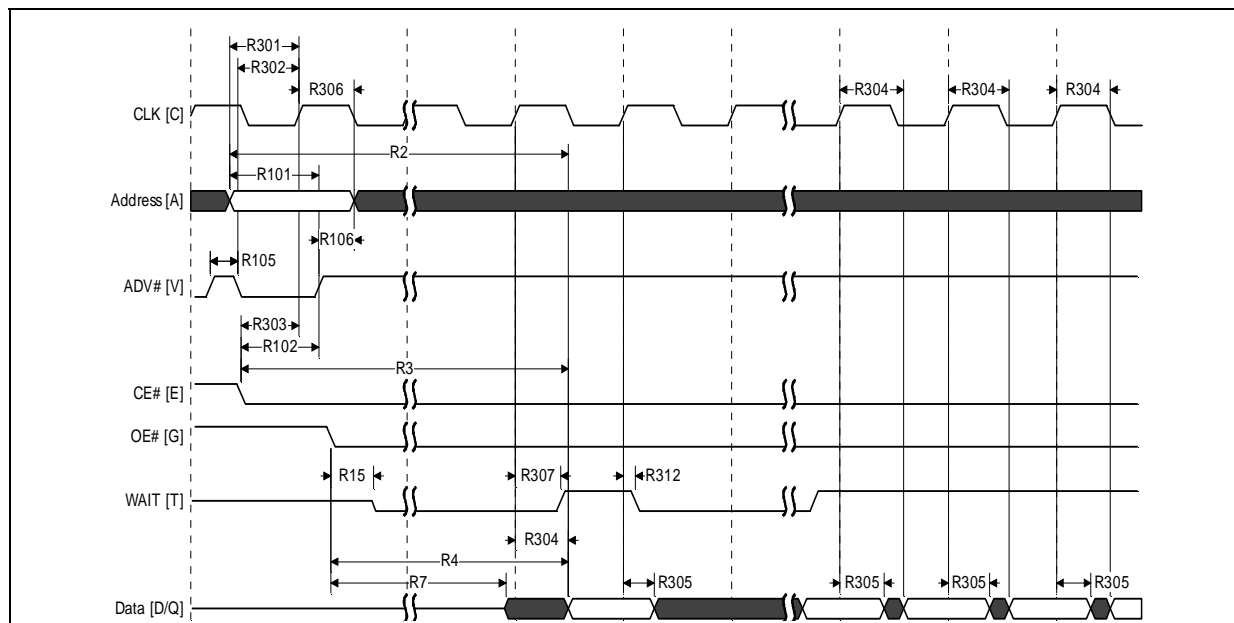 R301
R302
R306
R304 R304 R304
CLK [C]
R2
R101
Address [A]
R106
R105
ADV# [V]
R303
R102
R3
CE# [E]
OE# [G]
R15 R307 R312
WAIT [T]
R304
R4
R7 R305 R305 R305 R305
Data [D/Q]